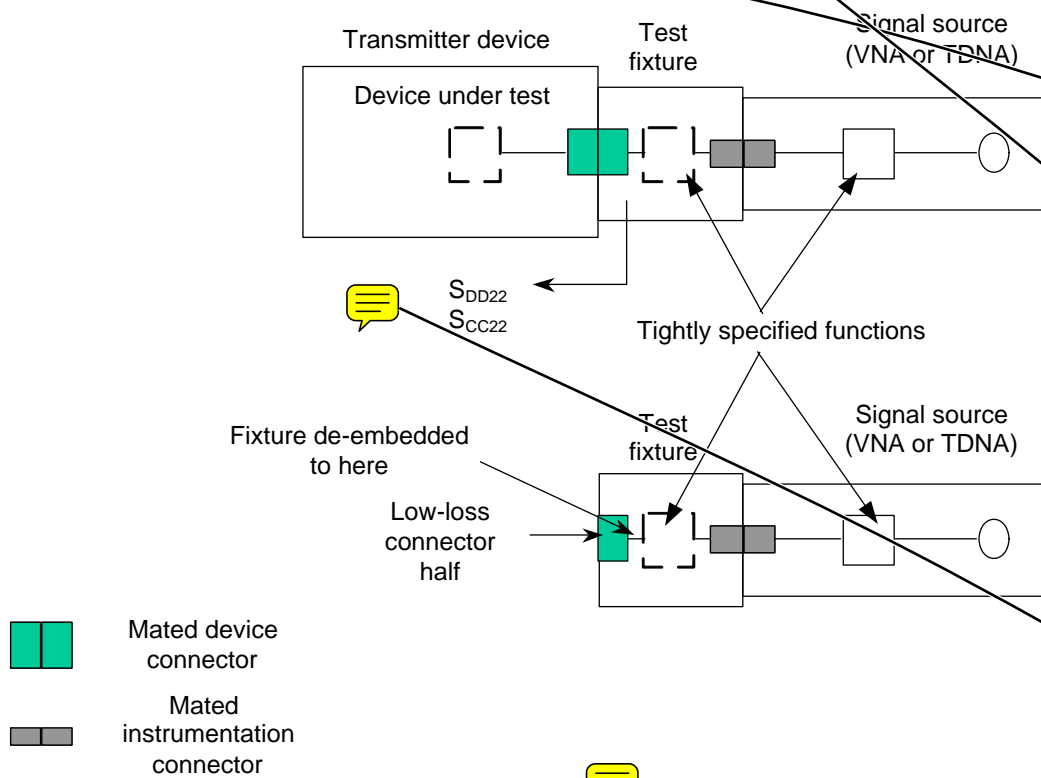 Transmitter device
Test
fixture
Signal source
(VNA or TDNA)
Device under test
SDD22
SCC22
Tightly specified functions
Test
fixture
Signal source
(VNA or TDNA)
Fixture de-embedded
to here
Low-loss
connector
half
Mated device
connector
Mated
instrumentation
connector